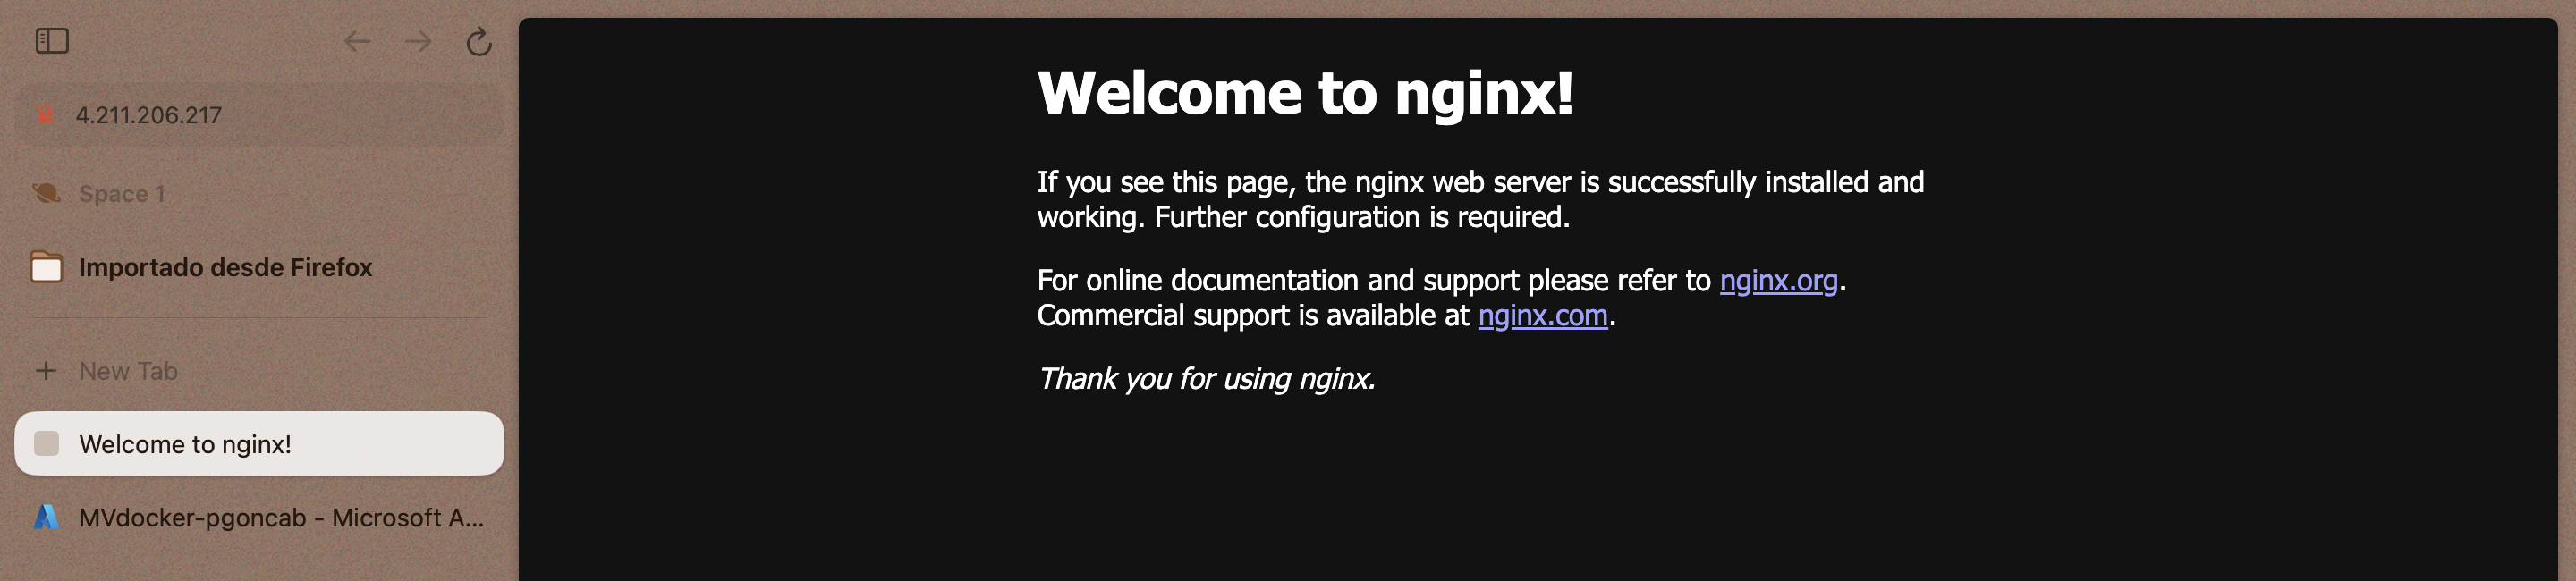 4.211.206.217
Space 1
Importado desde Firefox
New Tab
Welcome to nginx!
MVdocker-pgoncab - Microsoft A...
Welcome to nginx!
If you see this page, the nginx web server is successfully installed and
working. Further configuration is required.
For online documentation and support please refer to nginx.org.
Commercial support is available at nginx.com.
Thank you for using nginx.